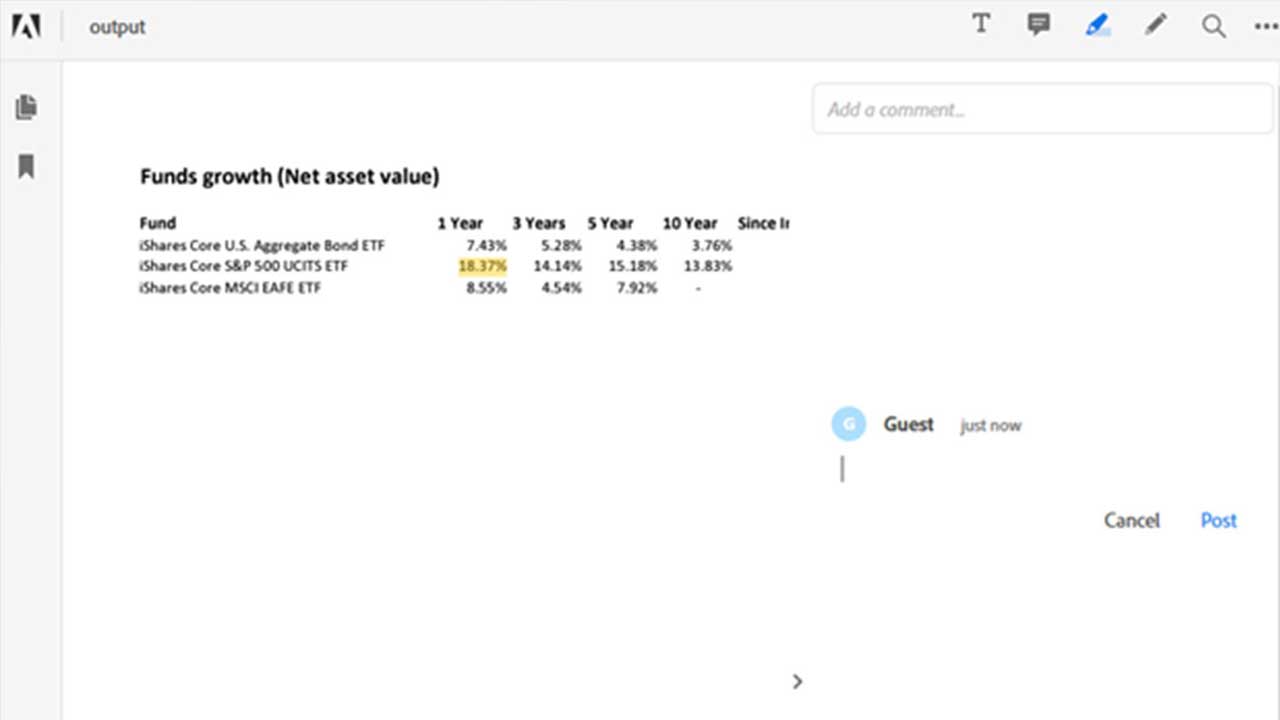 output
Add a comment...
Funds growth (Net asset value)
Fund 1 Year 3 Years 5 Year 10 Year Since
iShares Core U.S. Aggregate Bond ETF 7.43% 5.28% 4.38% 3.76%
iShares Core S&P 500 UCITS ETF 18.37% 14.14% 15.18% 13.83%
iShares Core MSCI EAFE ETF 8.55% 4.54% 7.92% -
G Guest just now
Cancel Post